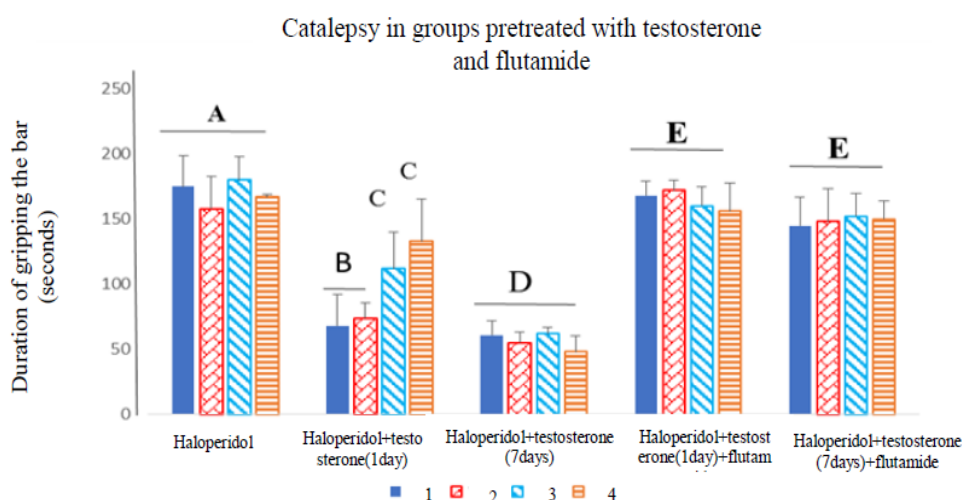 Catalepsy in groups pretreated with testosterone
and flutamide
Duration of gripping the bar
(seconds)
250
200
150
100
50
0
A
B
C
C
D
E
E
Haloperidol
Haloperidol+testo
sterone(1day)
Haloperidol+testosterone
(7days)
Haloperidol+testost
erone(1day)+flutam
Haloperidol+testosterone
(7days)+flutamide
1 2 3 4